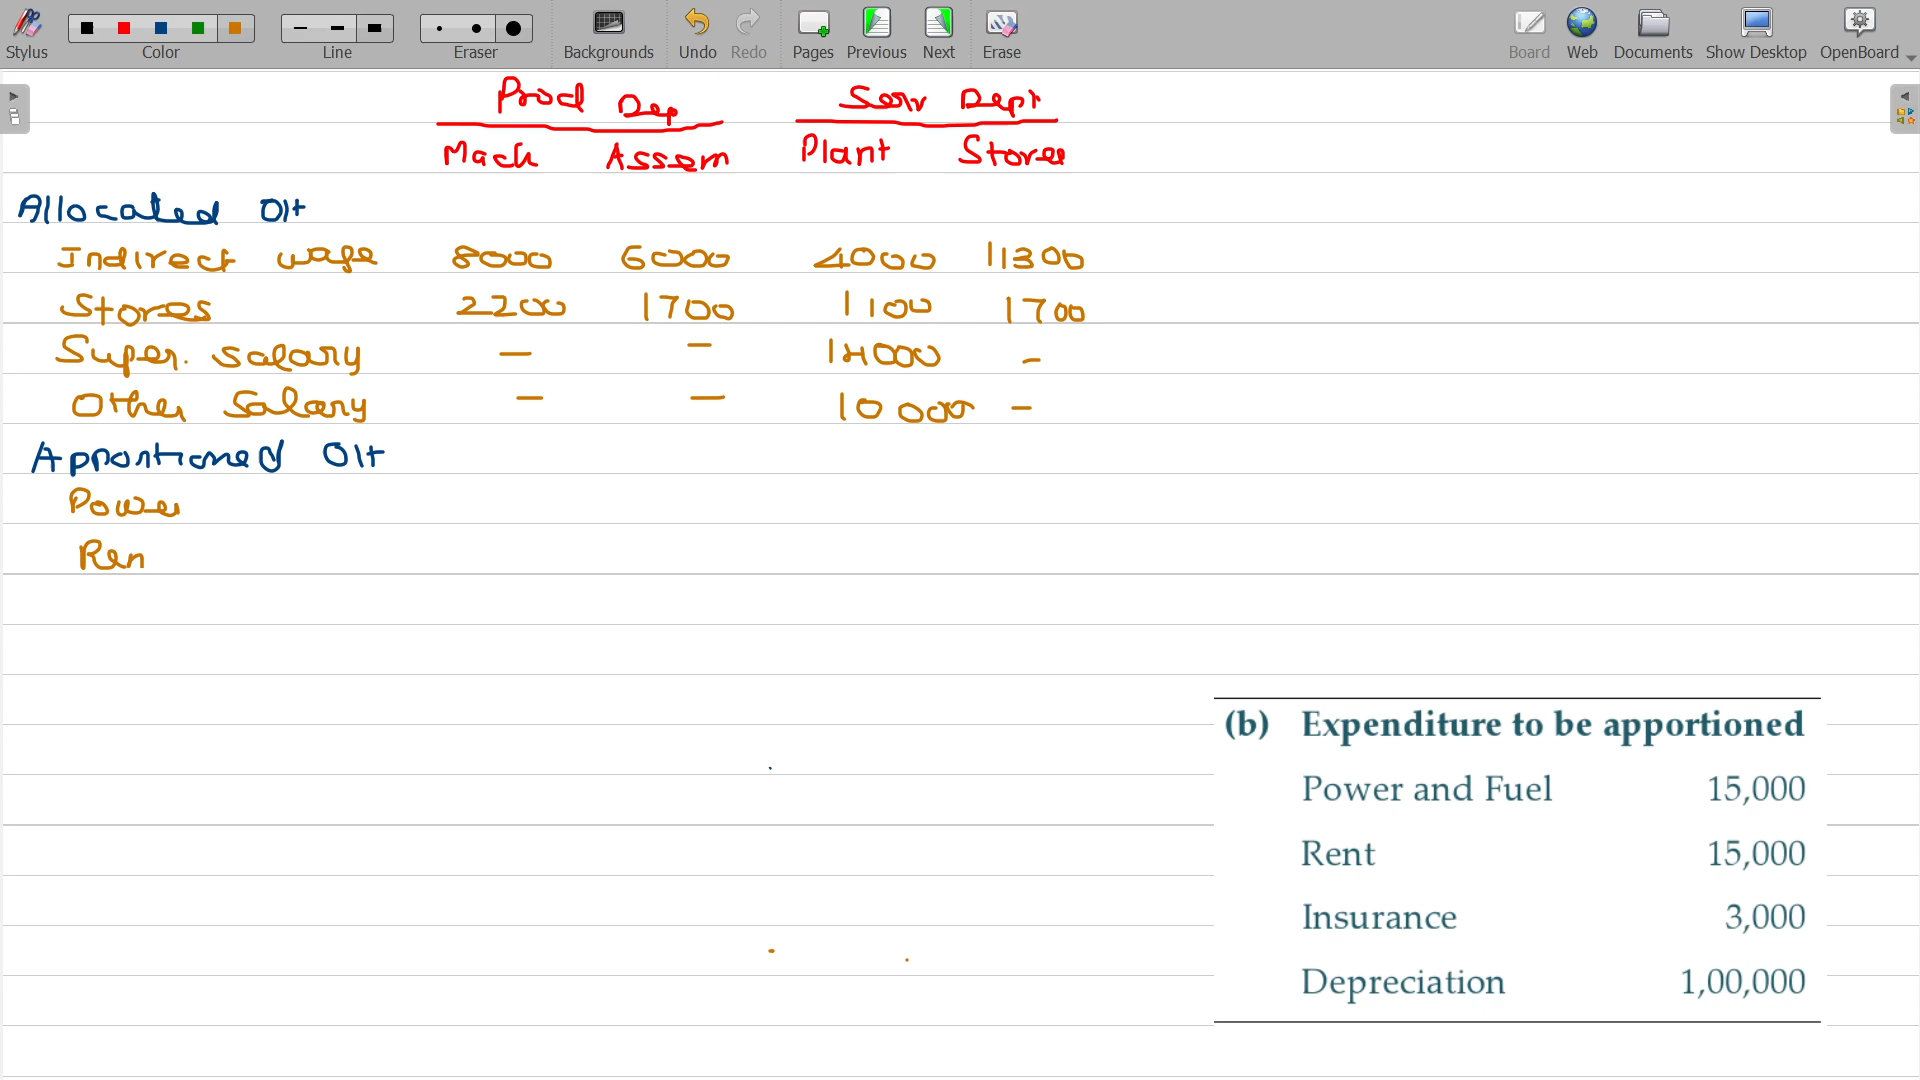 Stylus Color Line Eraser Backgrounds Undo Redo Pages Previous Next Erase Board Web Documents Show Desktop OpenBoard
Prod Dep Serv Dept
Mach Assem Plant Stores
Allocated O/H
Indirect wage 8000 6000 4000 11300
Stores 2200 1700 1100 1700
Super. salary — — 14000 -
Other Salary — — 10000 -
Apportioned O/H
Power
Ren
(b) Expenditure to be apportioned
Power and Fuel 15,000
Rent 15,000
Insurance 3,000
Depreciation 1,00,000